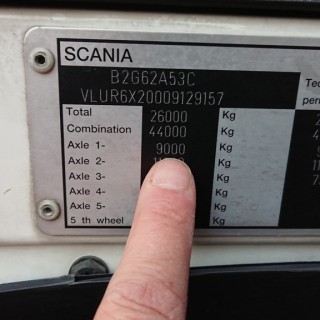 SCANIA
B2G62A53C
VLUR6X20009129157
Total 26000 Kg
Combination 44000 Kg
Axle 1- 9000 Kg
Axle 2- Kg
Axle 3- Kg
Axle 4- Kg
Axle 5- Kg
5 th wheel Kg